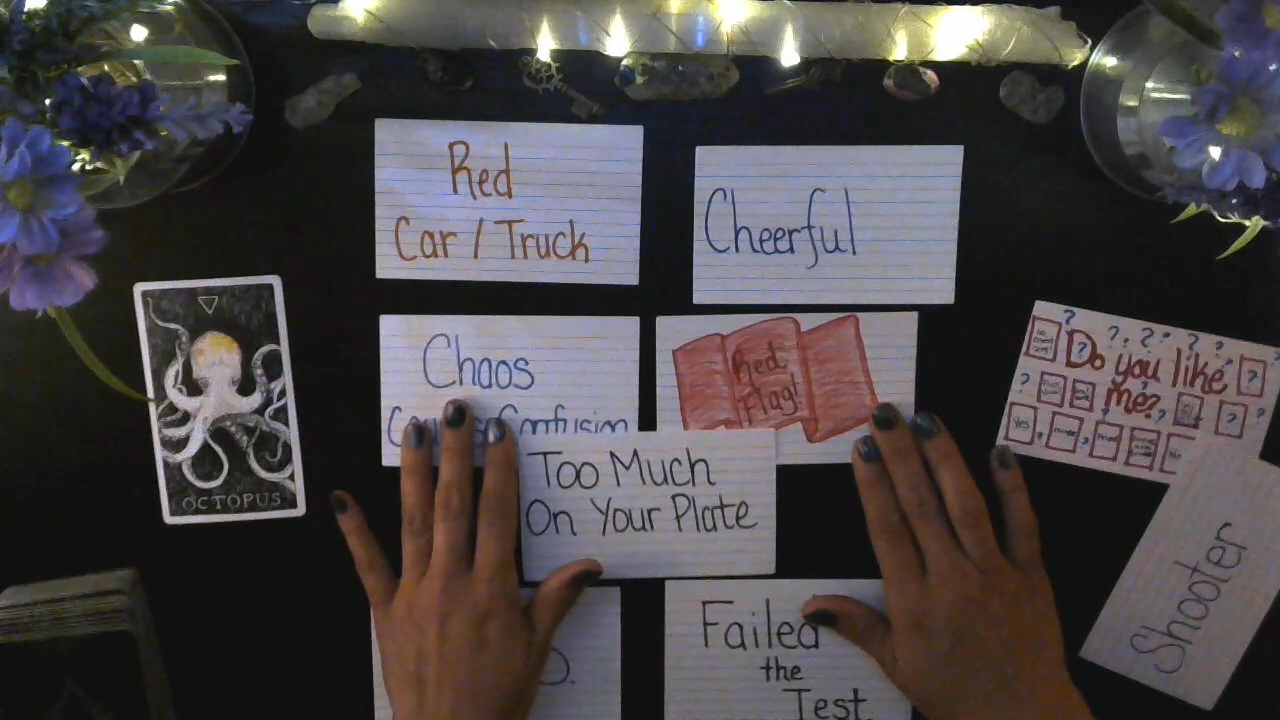 Red
Car / Truck
Cheerful
Chaos
Confusion
Red
Flag!
Too Much
On Your Plate
OCTOPUS
Do you like
me?
Yes
Shooter
Failed
the
Test